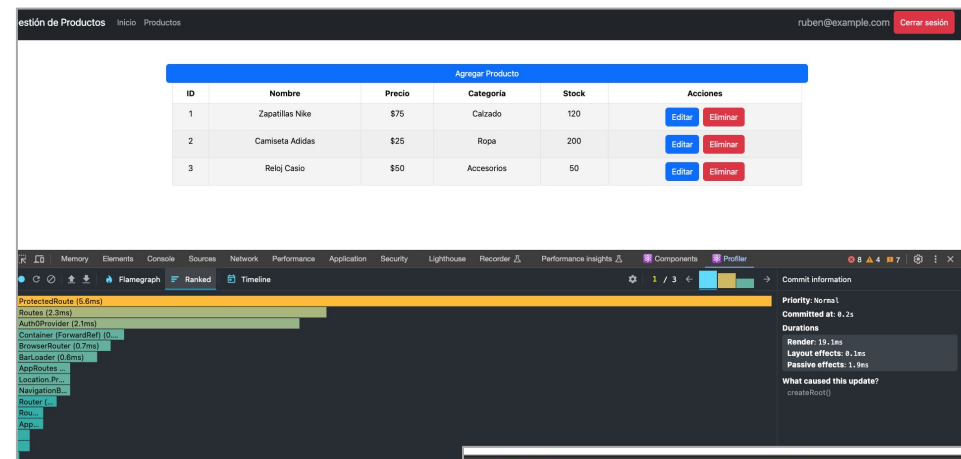 estión de Productos Inicio Productos ruben@example.com Cerrar sesión
Agregar Producto
ID Nombre Precio Categoría Stock Acciones
1 Zapatillas Nike $75 Calzado 120 Editar Eliminar
2 Camiseta Adidas $25 Ropa 200 Editar Eliminar
3 Reloj Casio $50 Accesorios 50 Editar Eliminar
Memory Elements Console Sources Network Performance Application Security Lighthouse Recorder Performance insights Components Profiler 8 4 7
Flamegraph Ranked Timeline 1 / 3 Commit information
ProtectedRoute (5.6ms)
Routes (2.3ms)
Auth0Provider (2.1ms)
Container (ForwardRef) (0....
BrowserRouter (0.7ms)
BarLoader (0.6ms)
AppRoutes ...
Location.Pr...
NavigationB...
Router (...
Rou...
App...
Priority: Normal
Committed at: 0.2s
Durations
Render: 19.1ms
Layout effects: 0.1ms
Passive effects: 1.9ms
What caused this update?
createRoot()